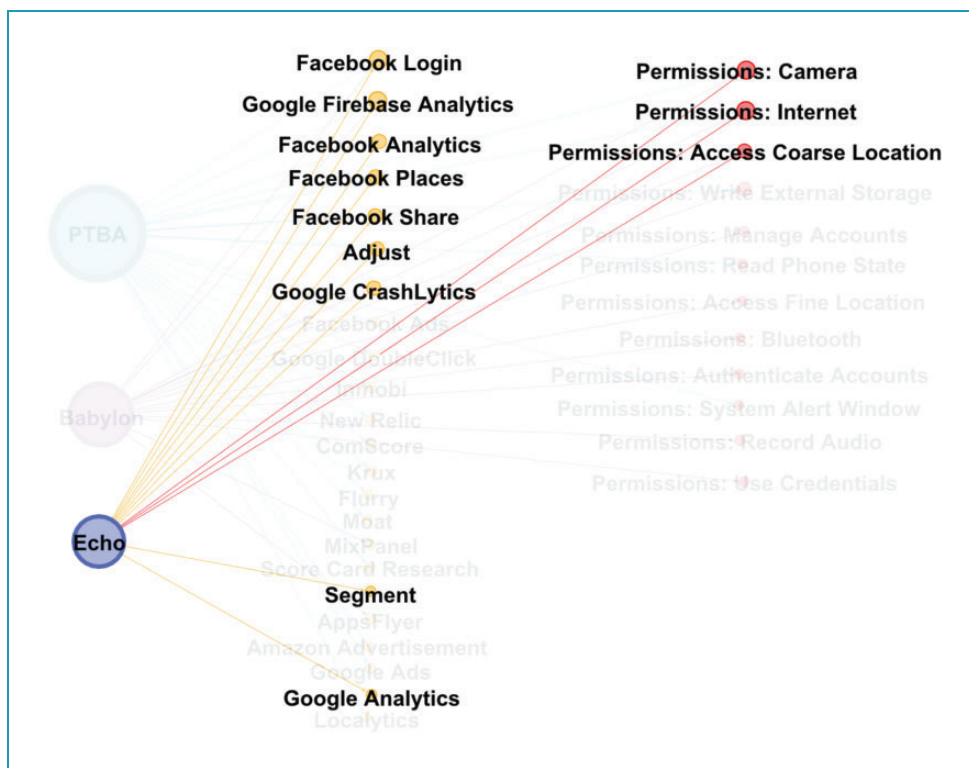 Facebook Login
Google Firebase Analytics
Facebook Analytics
Facebook Places
Facebook Share
Adjust
Google CrashLytics
Facebook Ads
Google DoubleClick
Inmobi
New Relic
ComScore
Krux
Flurry
Moat
MixPanel
Score Card Research
Segment
AppsFlyer
Amazon Advertisement
Google Ads
Google Analytics
Localytics
PTBA
Babylon
Echo
Permissions: Camera
Permissions: Internet
Permissions: Access Coarse Location
Permissions: Write External Storage
Permissions: Manage Accounts
Permissions: Read Phone State
Permissions: Access Fine Location
Permissions: Bluetooth
Permissions: Authenticate Accounts
Permissions: System Alert Window
Permissions: Record Audio
Permissions: Use Credentials